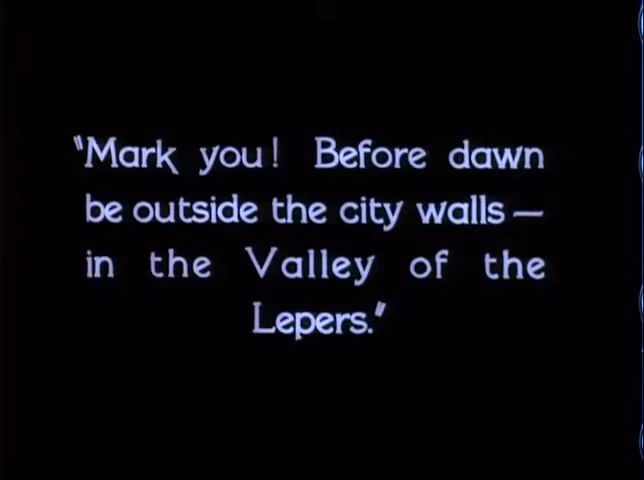 "Mark you! Before dawn
be outside the city walls —
in the Valley of the
Lepers."